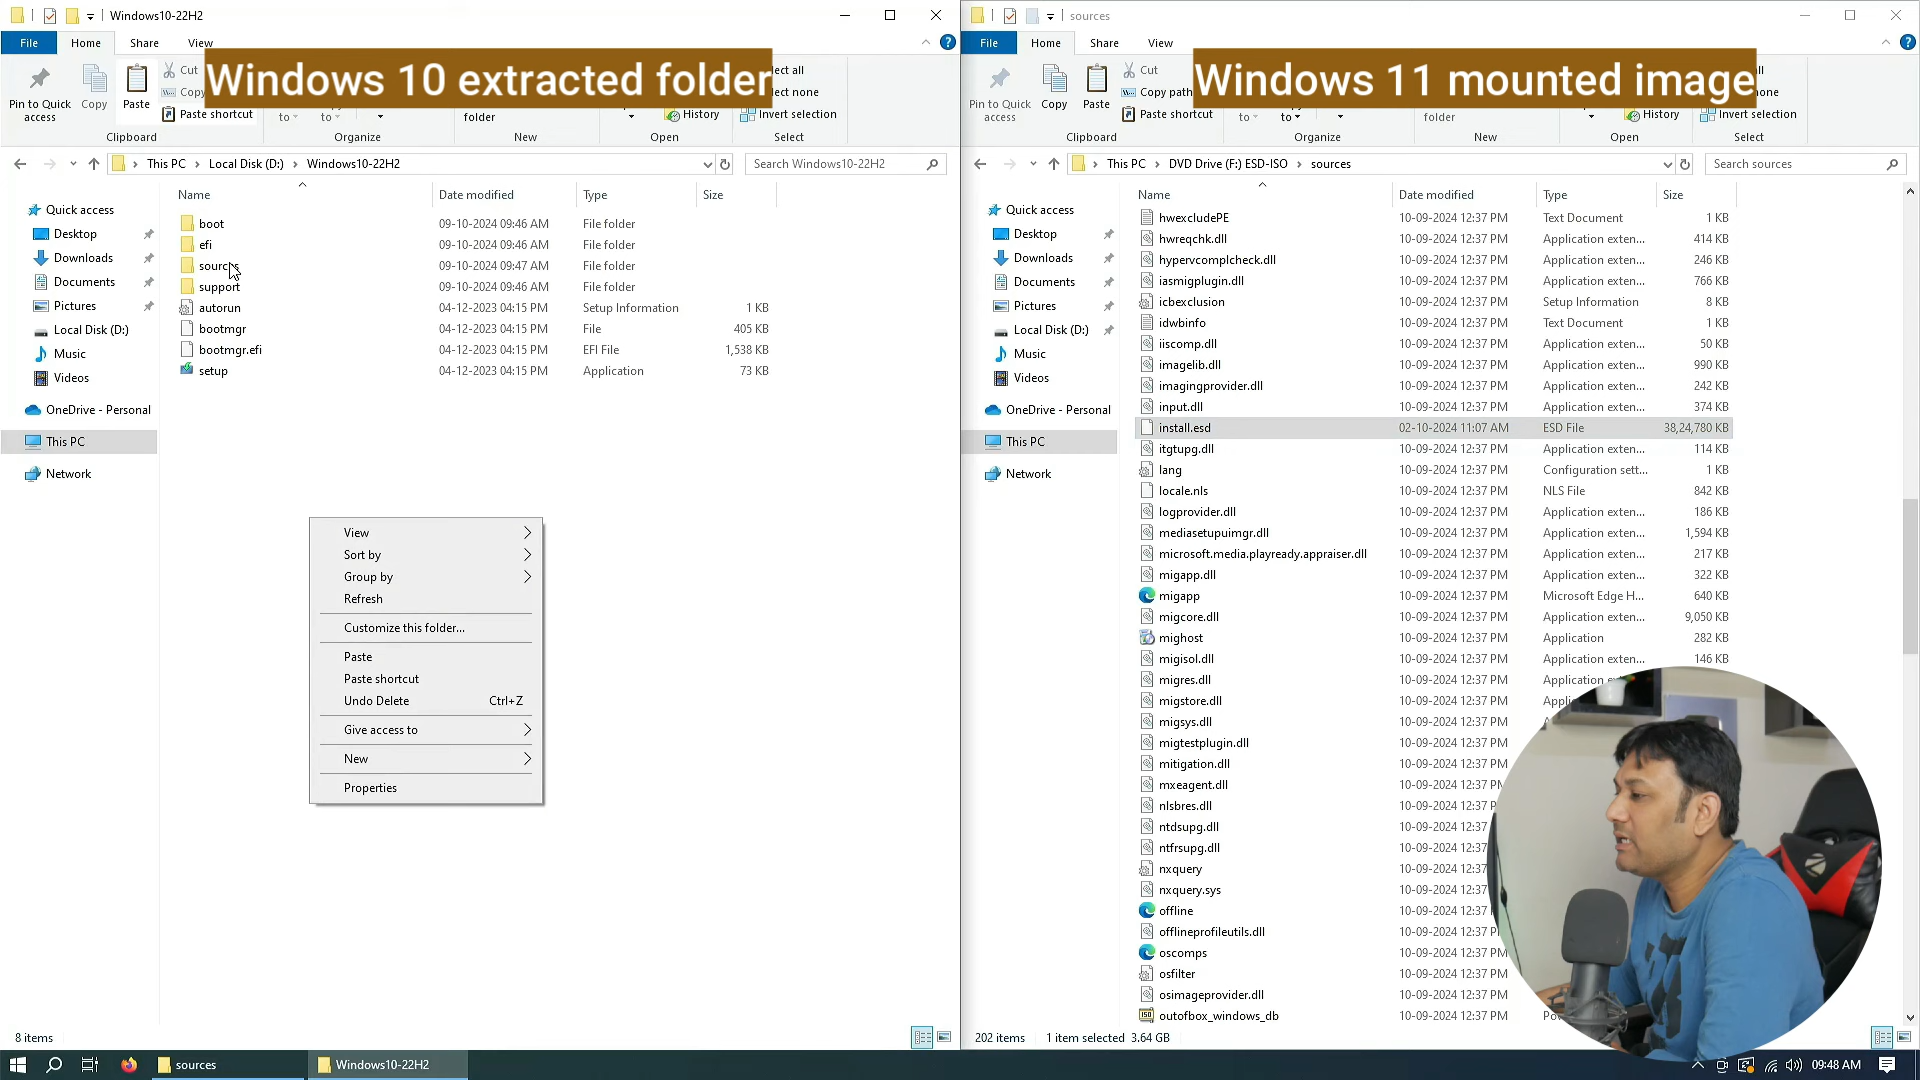 Windows10-22H2
File
Home
Share
View
Windows 10 extracted folder
Pin to Quick access
Copy
Paste
Cut
Copy
Paste shortcut
to
to
folder
History
ect all
ect none
Invert selection
Clipboard
Organize
New
Open
Select
This PC
Local Disk (D:)
Windows10-22H2
Search Windows10-22H2
Name
Date modified
Type
Size
Quick access
Desktop
Downloads
Documents
Pictures
Local Disk (D:)
Music
Videos
OneDrive - Personal
This PC
Network
boot 09-10-2024 09:46 AM File folder
efi 09-10-2024 09:46 AM File folder
sources 09-10-2024 09:47 AM File folder
support 09-10-2024 09:46 AM File folder
autorun 04-12-2023 04:15 PM Setup Information 1 KB
bootmgr 04-12-2023 04:15 PM File 405 KB
bootmgr.efi 04-12-2023 04:15 PM EFI File 1,538 KB
setup 04-12-2023 04:15 PM Application 73 KB
View
Sort by
Group by
Refresh
Customize this folder...
Paste
Paste shortcut
Undo Delete Ctrl+Z
Give access to
New
Properties
8 items
sources
File
Home
Share
View
Windows 11 mounted image
Pin to Quick access
Copy
Paste
Cut
Copy path
Paste shortcut
to
to
folder
History
ll
one
Invert selection
Clipboard
Organize
New
Open
Select
This PC
DVD Drive (F:) ESD-ISO
sources
Search sources
Name
Date modified
Type
Size
Quick access
Desktop
Downloads
Documents
Pictures
Local Disk (D:)
Music
Videos
OneDrive - Personal
This PC
Network
hwexcludePE 10-09-2024 12:37 PM Text Document 1 KB
hwreqchk.dll 10-09-2024 12:37 PM Application exten... 414 KB
hypervcomplcheck.dll 10-09-2024 12:37 PM Application exten... 246 KB
iasmigplugin.dll 10-09-2024 12:37 PM Application exten... 766 KB
icbexclusion 10-09-2024 12:37 PM Setup Information 8 KB
idwbinfo 10-09-2024 12:37 PM Text Document 1 KB
iiscomp.dll 10-09-2024 12:37 PM Application exten... 50 KB
imagelib.dll 10-09-2024 12:37 PM Application exten... 990 KB
imagingprovider.dll 10-09-2024 12:37 PM Application exten... 242 KB
input.dll 10-09-2024 12:37 PM Application exten... 374 KB
install.esd 02-10-2024 11:07 AM ESD File 38,24,780 KB
itgtupg.dll 10-09-2024 12:37 PM Application exten... 114 KB
lang 10-09-2024 12:37 PM Configuration sett... 1 KB
locale.nls 10-09-2024 12:37 PM NLS File 842 KB
logprovider.dll 10-09-2024 12:37 PM Application exten... 186 KB
mediasetupuimgr.dll 10-09-2024 12:37 PM Application exten... 1,594 KB
microsoft.media.playready.appraiser.dll 10-09-2024 12:37 PM Application exten... 217 KB
migapp.dll 10-09-2024 12:37 PM Application exten... 322 KB
migapp 10-09-2024 12:37 PM Microsoft Edge H... 640 KB
migcore.dll 10-09-2024 12:37 PM Application exten... 9,050 KB
mighost 10-09-2024 12:37 PM Application 282 KB
migisol.dll 10-09-2024 12:37 PM Application exten... 146 KB
migres.dll 10-09-2024 12:37 PM Application
migstore.dll 10-09-2024 12:37 PM Appli
migsys.dll 10-09-2024 12:37 PM
migtestplugin.dll 10-09-2024 12:37 PM
mitigation.dll 10-09-2024 12:37 PM
mxeagent.dll 10-09-2024 12:37 PM
nlsbres.dll 10-09-2024 12:37 P
ntdsupg.dll 10-09-2024 12:37
ntfrsupg.dll 10-09-2024 12:37
nxquery 10-09-2024 12:37
nxquery.sys 10-09-2024 12:37
offline 10-09-2024 12:37 P
offlineprofileutils.dll 10-09-2024 12:37 P
oscomps 10-09-2024 12:37 PM
osfilter 10-09-2024 12:37 PM
osimageprovider.dll 10-09-2024 12:37 PM
outofbox_windows_db 10-09-2024 12:37 PM Po
202 items 1 item selected 3.64 GB
sources
Windows10-22H2
09:48 AM